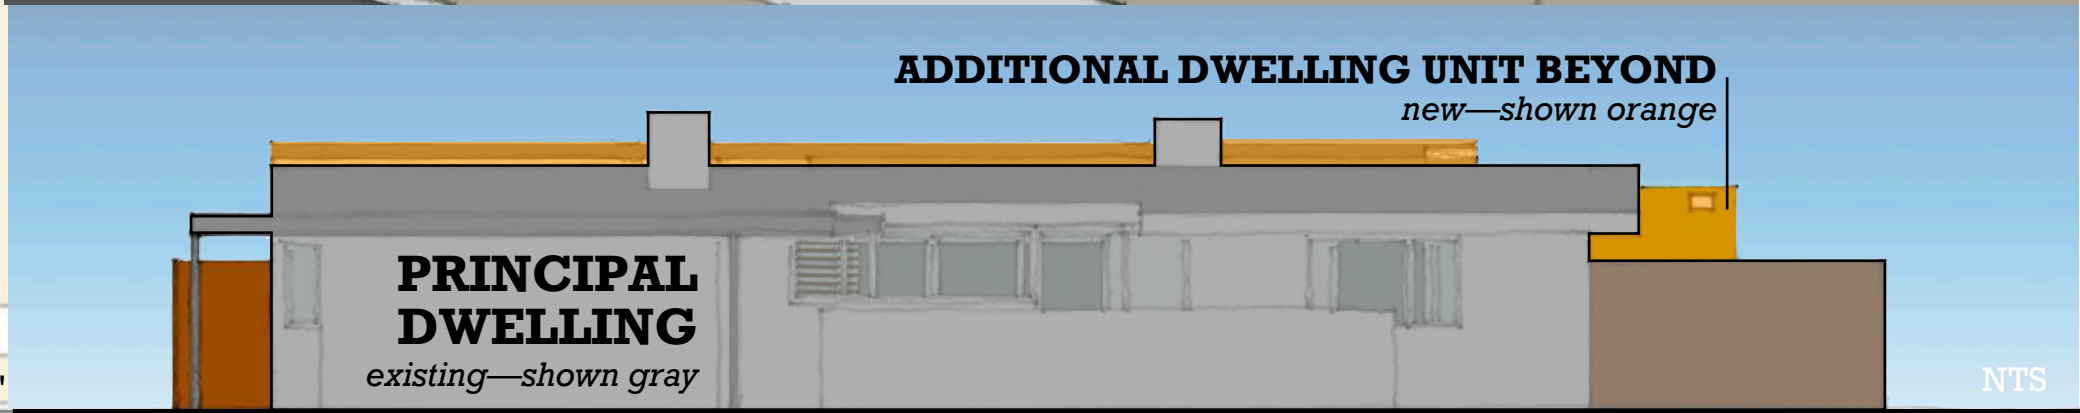 ADDITIONAL DWELLING UNIT BEYOND
new—shown orange
PRINCIPAL
DWELLING
existing—shown gray
NTS